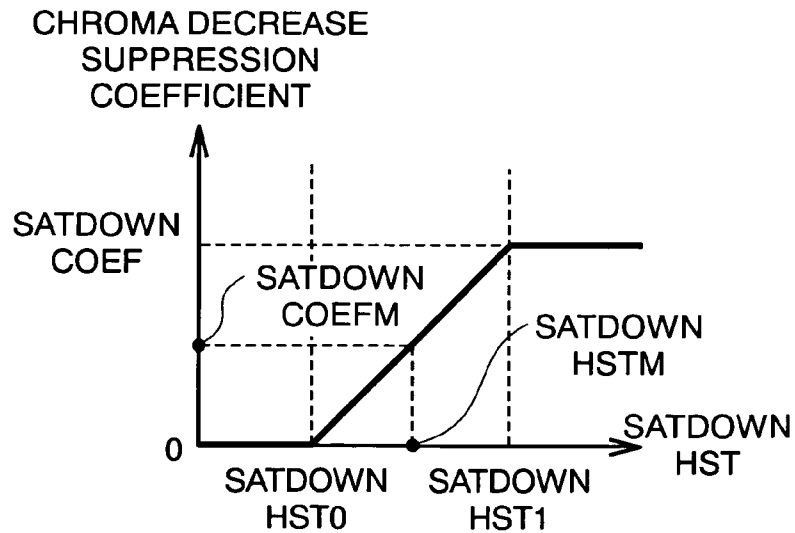 CHROMA DECREASE
SUPPRESSION
COEFFICIENT
SATDOWN
COEF
SATDOWN
COEFM
SATDOWN
HSTM
0
SATDOWN
HST
SATDOWN
HST0
SATDOWN
HST1